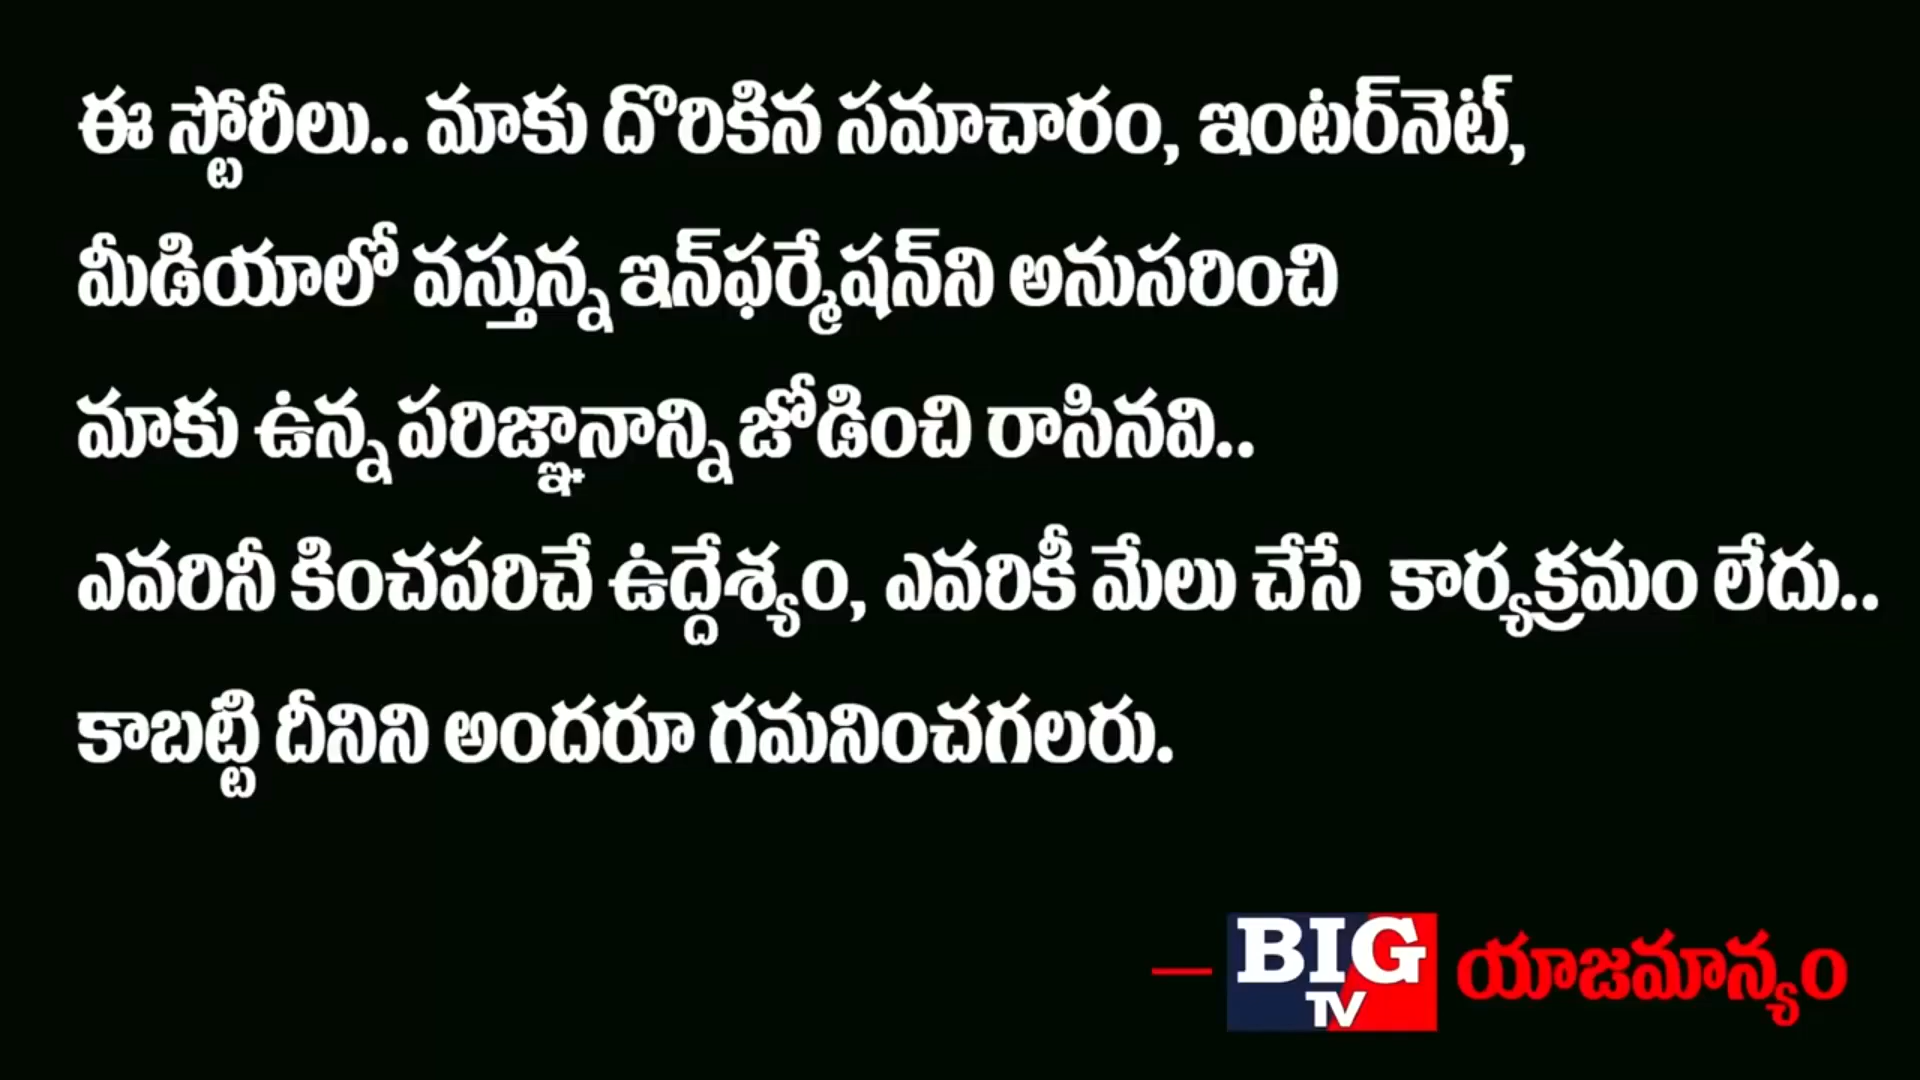 ఈ స్టోరీలు.. మాకు దొరికిన సమాచారం, ఇంటర్‌నెట్,
మీడియాలో వస్తున్న ఇన్‌ఫర్మేషన్‌ని అనుసరించి
మాకు ఉన్న పరిజ్ఞానాన్ని జోడించి రాసినవి..
ఎవరినీ కించపరిచే ఉద్దేశ్యం, ఎవరికీ మేలు చేసే కార్యక్రమం లేదు..
కాబట్టి దీనిని అందరూ గమనించగలరు.
— BIG TV యాజమాన్యం